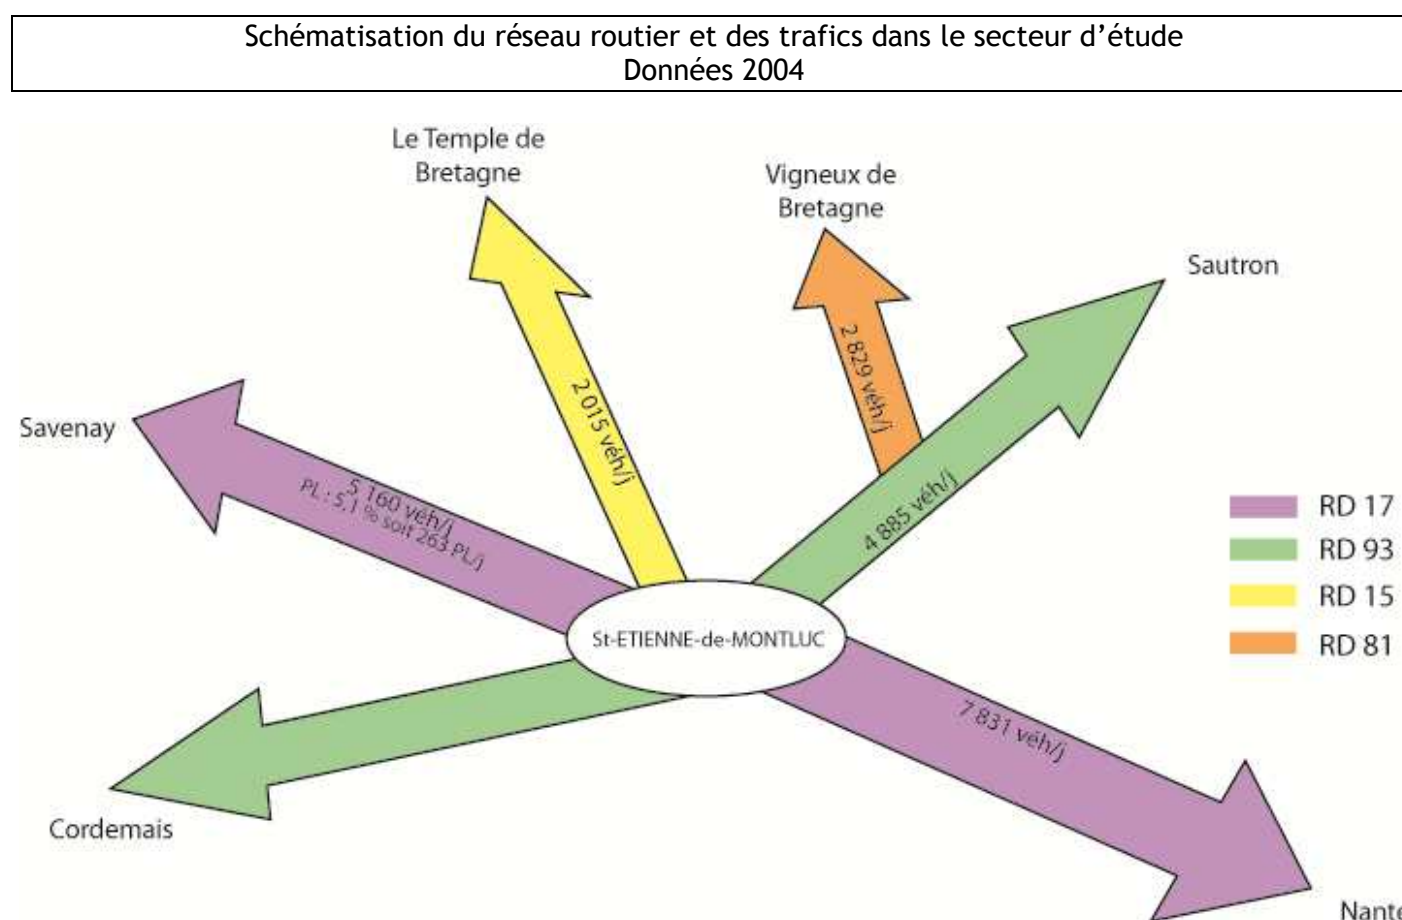 Schématisation du réseau routier et des trafics dans le secteur d'étude
Données 2004
Le Temple de
Bretagne
Vigneux de
Bretagne
Sautron
Savenay
2 829 véh/j
2 015 véh/j
5 160 véh/j
PL : 5,1 % soit 263 PL/j
4 885 véh/j
RD 17
RD 93
RD 15
RD 81
St-ETIENNE-de-MONTLUC
7 831 véh/j
Cordemais
Nante